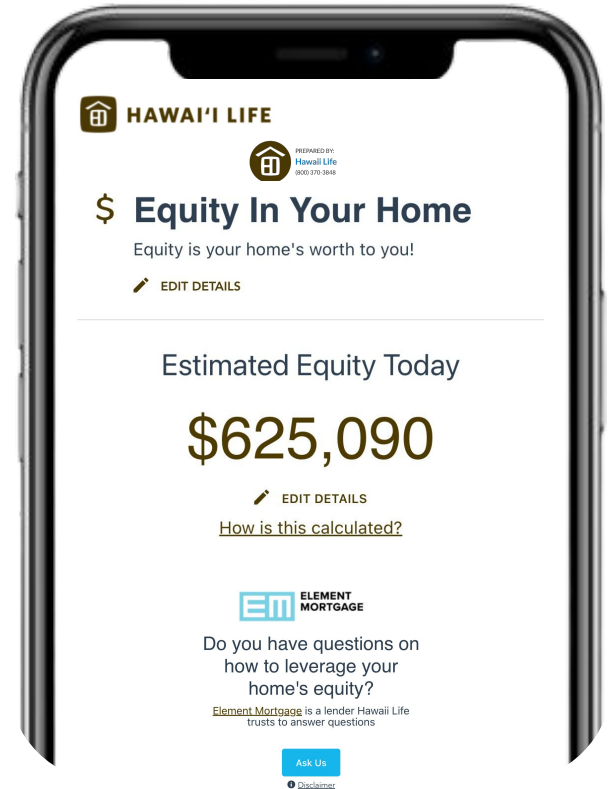 HAWAI‘I LIFE
PREPARED BY:
Hawaii Life
(800) 370-3848
$ Equity In Your Home
Equity is your home's worth to you!
EDIT DETAILS
Estimated Equity Today
$625,090
EDIT DETAILS
How is this calculated?
EM ELEMENT
MORTGAGE
Do you have questions on
how to leverage your
home's equity?
Element Mortgage is a lender Hawaii Life
trusts to answer questions
Ask Us
Disclaimer